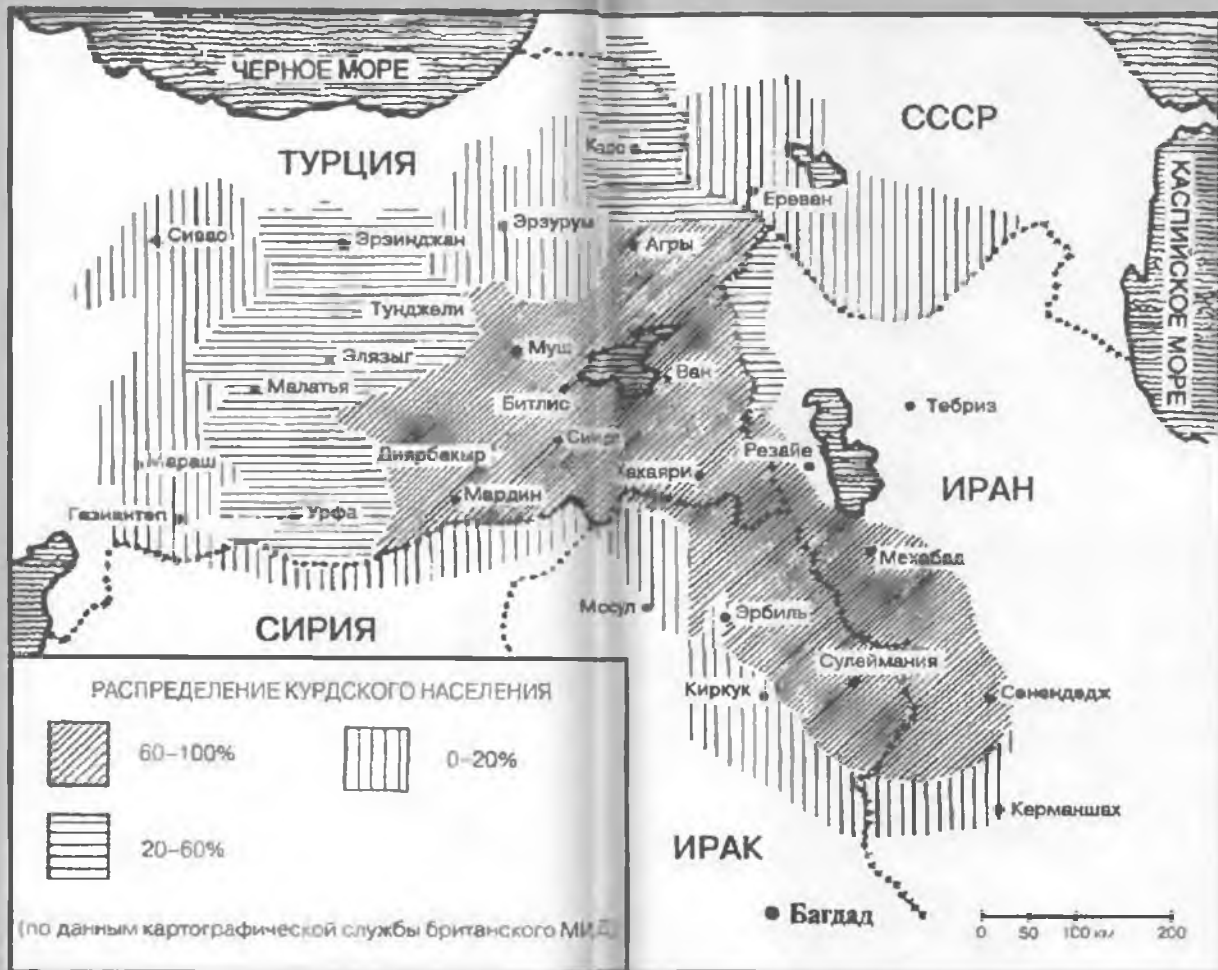 ЧЕРНОЕ МОРЕ
СССР
ТУРЦИЯ
КАСПИЙСКОЕ МОРЕ
Карс
Ереван
Эрзурум
Сивас
Эрзинджан
Агры
Тунджели
Муш
Элязыг
Ван
Малатья
Битлис
Тебриз
Сиирт
Диярбакыр
Резайе
Мараш
Хакаяри
ИРАН
Мардин
Газиантеп
Урфа
Мехабад
Мосул
Эрбиль
СИРИЯ
Сулеймания
Киркук
Сенендедж
РАСПРЕДЕЛЕНИЕ КУРДСКОГО НАСЕЛЕНИЯ
60–100%
0–20%
20–60%
Керманшах
ИРАК
Багдад
(по данным картографической службы британского МИД)
0 50 100 км 200